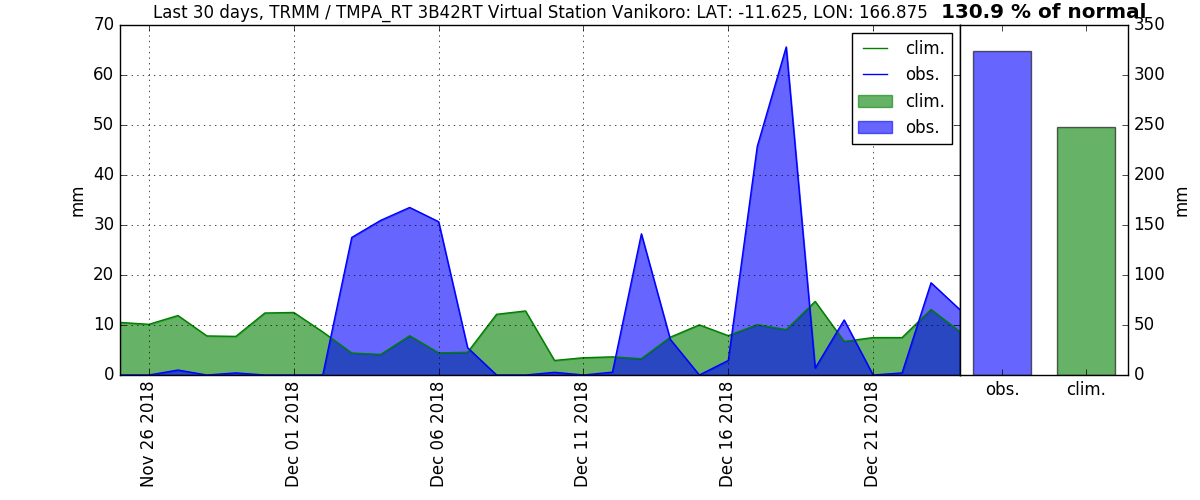 Last 30 days, TRMM / TMPA_RT 3B42RT Virtual Station Vanikoro: LAT: -11.625, LON: 166.875 130.9 % of normal
70
60
50
40
30
20
10
0
mm
clim.
obs.
clim.
obs.
Nov 26 2018
Dec 01 2018
Dec 06 2018
Dec 11 2018
Dec 16 2018
Dec 21 2018
350
300
250
200
150
100
50
0
mm
obs.
clim.